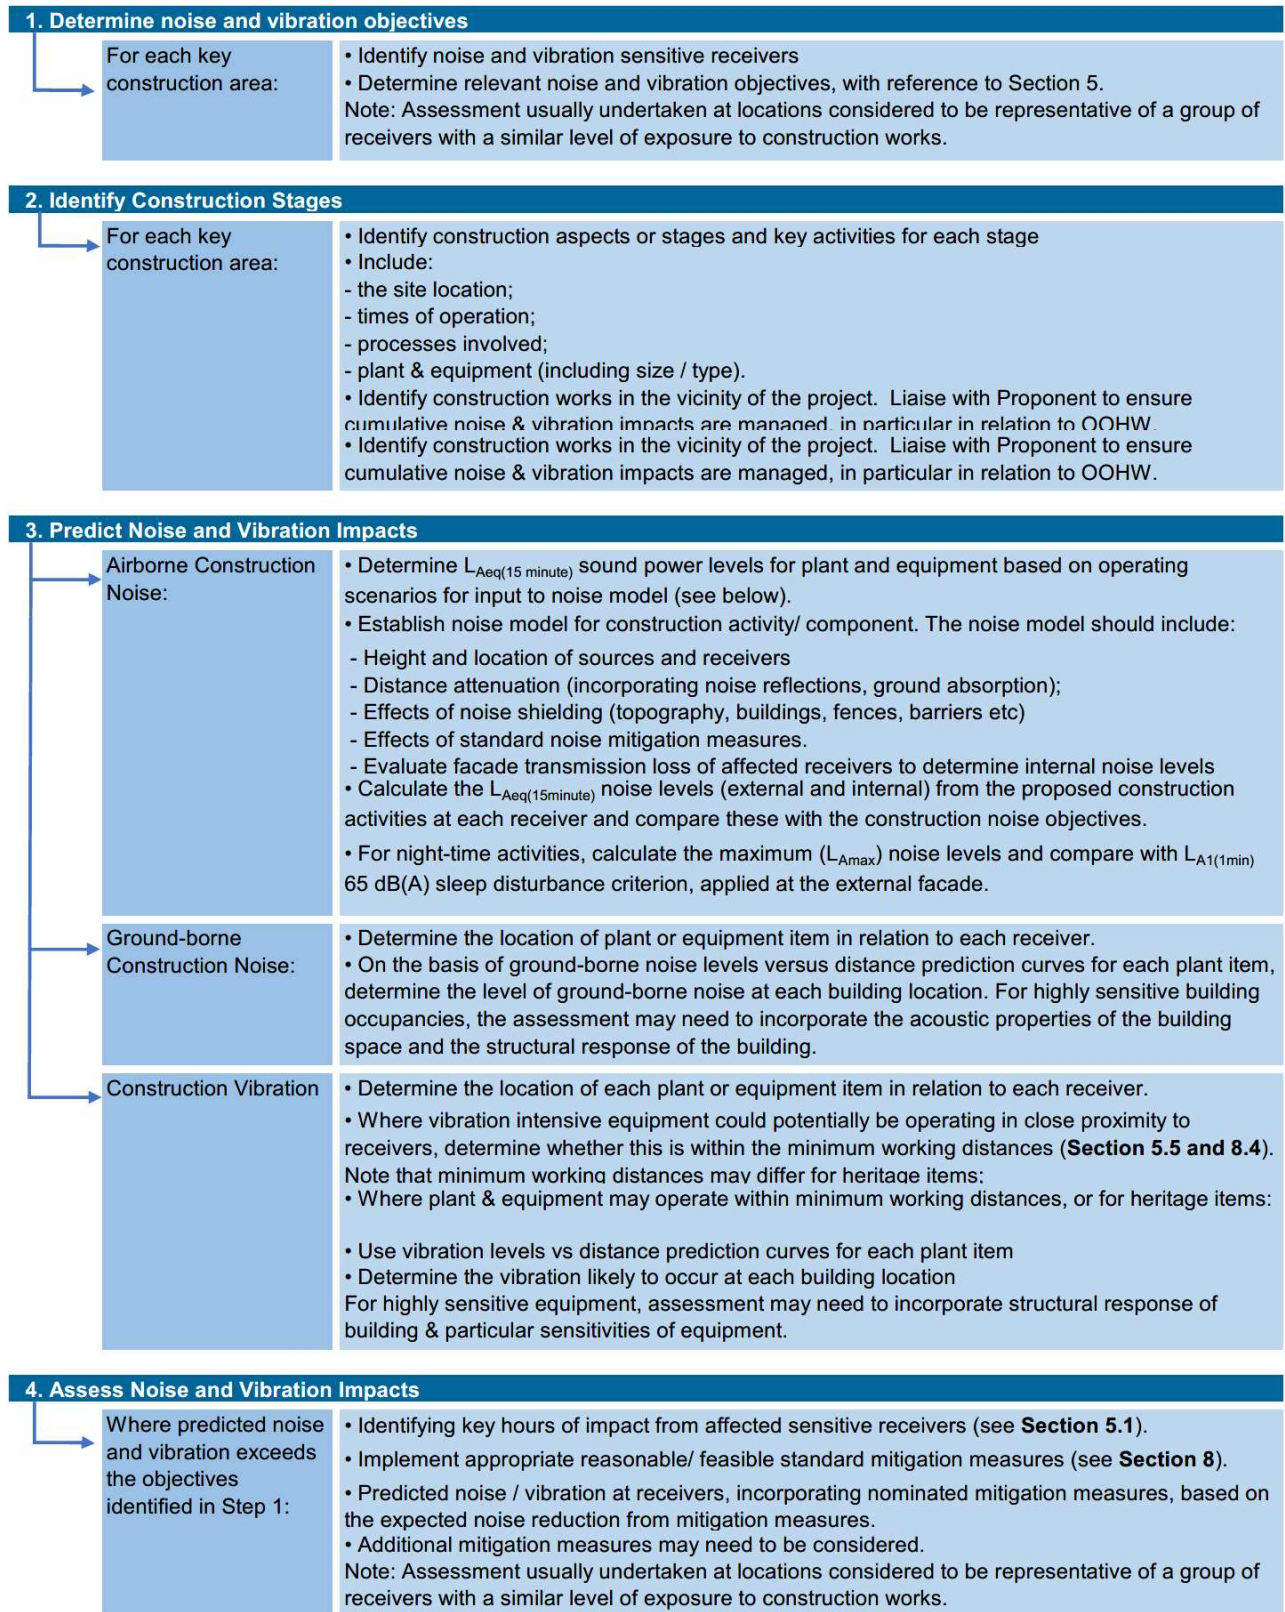 1. Determine noise and vibration objectives
For each key
construction area:
• Identify noise and vibration sensitive receivers
• Determine relevant noise and vibration objectives, with reference to Section 5.
Note: Assessment usually undertaken at locations considered to be representative of a group of
receivers with a similar level of exposure to construction works.
2. Identify Construction Stages
For each key
construction area:
• Identify construction aspects or stages and key activities for each stage
• Include:
- the site location;
- times of operation;
- processes involved;
- plant & equipment (including size / type).
• Identify construction works in the vicinity of the project.  Liaise with Proponent to ensure
cumulative noise & vibration impacts are managed, in particular in relation to OOHW.
• Identify construction works in the vicinity of the project.  Liaise with Proponent to ensure
cumulative noise & vibration impacts are managed, in particular in relation to OOHW.
3. Predict Noise and Vibration Impacts
Airborne Construction
Noise:
• Determine LAeq(15 minute) sound power levels for plant and equipment based on operating
scenarios for input to noise model (see below).
• Establish noise model for construction activity/ component. The noise model should include:
- Height and location of sources and receivers
- Distance attenuation (incorporating noise reflections, ground absorption);
- Effects of noise shielding (topography, buildings, fences, barriers etc)
- Effects of standard noise mitigation measures.
- Evaluate facade transmission loss of affected receivers to determine internal noise levels
• Calculate the LAeq(15minute) noise levels (external and internal) from the proposed construction
activities at each receiver and compare these with the construction noise objectives.
• For night-time activities, calculate the maximum (LAmax) noise levels and compare with LA1(1min)
65 dB(A) sleep disturbance criterion, applied at the external facade.
Ground-borne
Construction Noise:
• Determine the location of plant or equipment item in relation to each receiver.
• On the basis of ground-borne noise levels versus distance prediction curves for each plant item,
determine the level of ground-borne noise at each building location. For highly sensitive building
occupancies, the assessment may need to incorporate the acoustic properties of the building
space and the structural response of the building.
Construction Vibration
• Determine the location of each plant or equipment item in relation to each receiver.
• Where vibration intensive equipment could potentially be operating in close proximity to
receivers, determine whether this is within the minimum working distances (Section 5.5 and 8.4).
Note that minimum working distances may differ for heritage items;
• Where plant & equipment may operate within minimum working distances, or for heritage items:
• Use vibration levels vs distance prediction curves for each plant item
• Determine the vibration likely to occur at each building location
For highly sensitive equipment, assessment may need to incorporate structural response of
building & particular sensitivities of equipment.
4. Assess Noise and Vibration Impacts
Where predicted noise
and vibration exceeds
the objectives
identified in Step 1:
• Identifying key hours of impact from affected sensitive receivers (see Section 5.1).
• Implement appropriate reasonable/ feasible standard mitigation measures (see Section 8).
• Predicted noise / vibration at receivers, incorporating nominated mitigation measures, based on
the expected noise reduction from mitigation measures.
• Additional mitigation measures may need to be considered.
Note: Assessment usually undertaken at locations considered to be representative of a group of
receivers with a similar level of exposure to construction works.